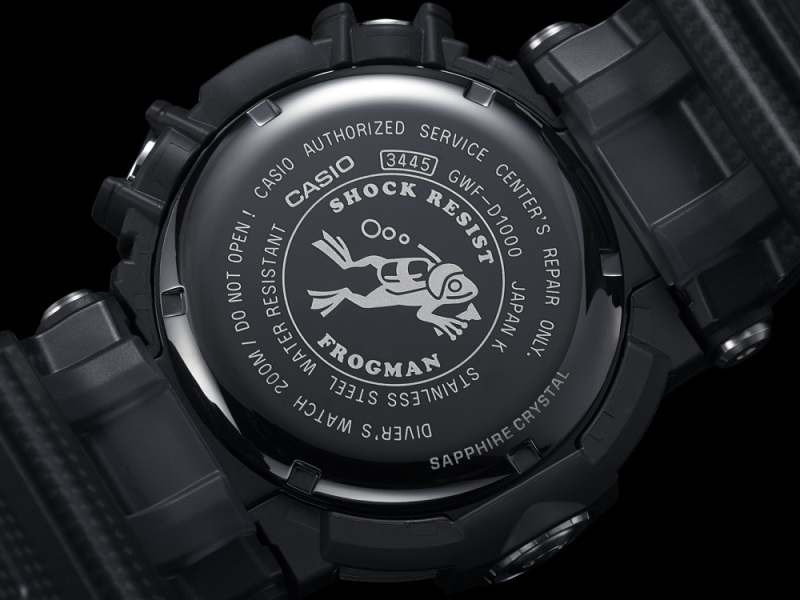 CASIO AUTHORIZED SERVICE CENTER'S REPAIR ONLY.
200M / DO NOT OPEN!
CASIO 3445 GWF-D1000 JAPAN K
DIVER'S WATCH
STAINLESS STEEL WATER RESISTANT
SHOCK RESIST
FROGMAN
SAPPHIRE CRYSTAL